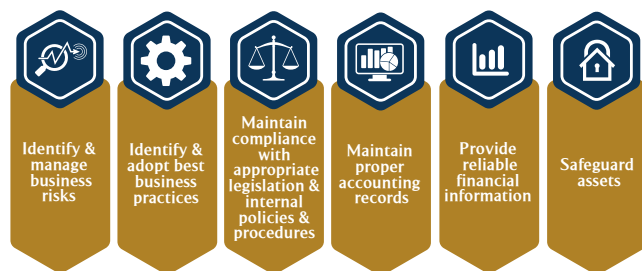 Identify &
manage
business
risks
Identify &
adopt best
business
practices
Maintain
compliance
with
appropriate
legislation &
internal
policies &
procedures
Maintain
proper
accounting
records
Provide
reliable
financial
information
Safeguard
assets